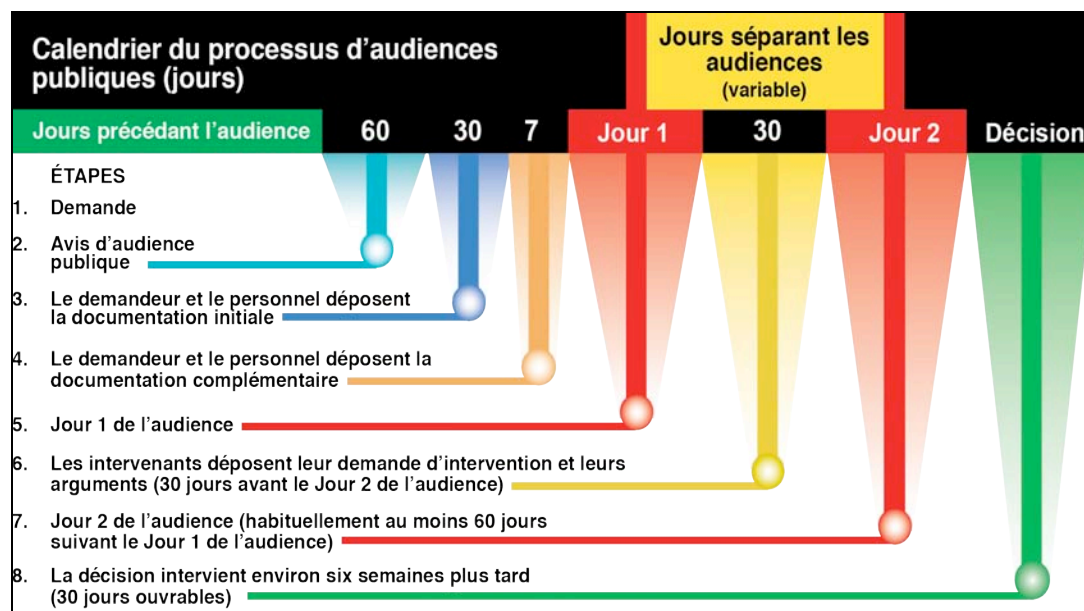 Calendrier du processus d'audiences
publiques (jours)
Jours séparant les
audiences
(variable)
Jours précédant l'audience 60 30 7 Jour 1 30 Jour 2 Décision
ÉTAPES
1. Demande
2. Avis d'audience
publique
3. Le demandeur et le personnel déposent
la documentation initiale
4. Le demandeur et le personnel déposent la
documentation complémentaire
5. Jour 1 de l'audience
6. Les intervenants déposent leur demande d'intervention et leurs
arguments (30 jours avant le Jour 2 de l'audience)
7. Jour 2 de l'audience (habituellement au moins 60 jours
suivant le Jour 1 de l'audience)
8. La décision intervient environ six semaines plus tard
(30 jours ouvrables)